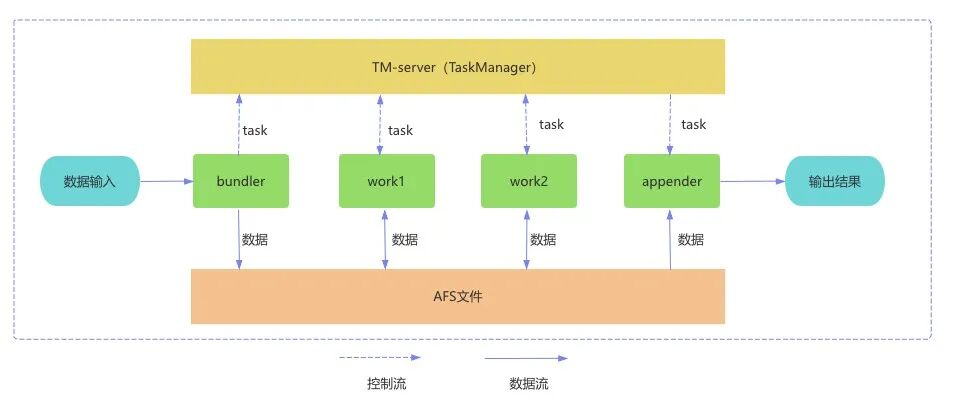 TM-server（TaskManager）
task
task
task
task
数据输入
bundler
work1
work2
appender
输出结果
数据
数据
数据
数据
AFS文件
控制流
数据流